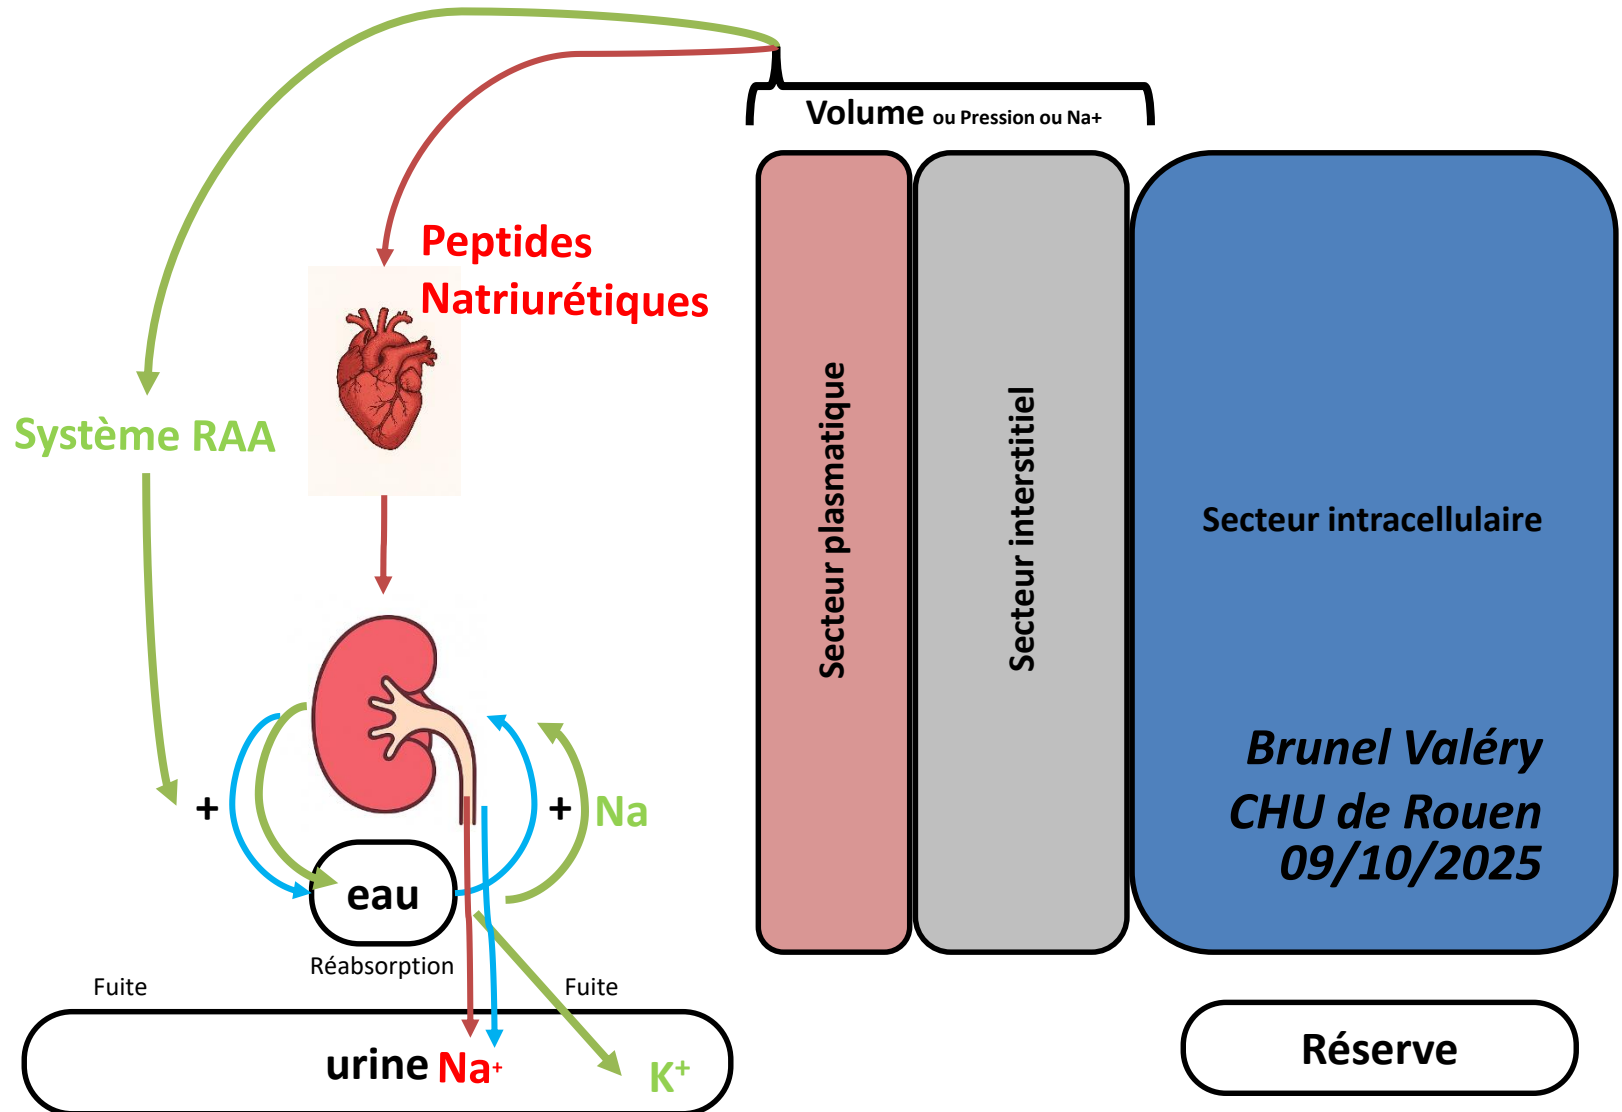 Volume ou Pression ou Na+
Peptides
Natriurétiques
Système RAA
Secteur plasmatique
Secteur interstitiel
Secteur intracellulaire
Brunel Valéry
CHU de Rouen
09/10/2025
+
+ Na
eau
Réabsorption
Fuite
Fuite
urine Na⁺
K⁺
Réserve